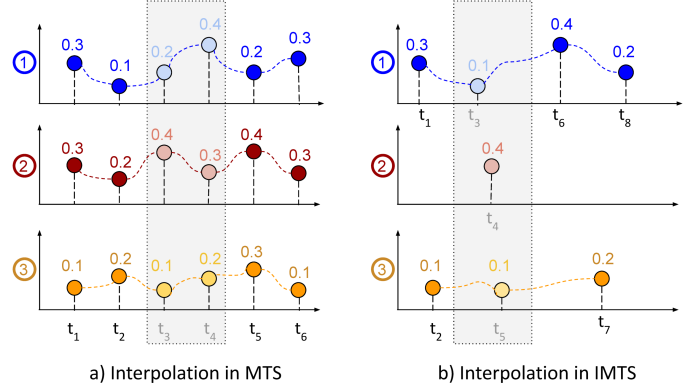 0.3 0.1 0.2 0.4 0.2 0.3
1
0.3 0.2 0.4 0.3 0.4 0.3
2
0.1 0.2 0.1 0.2 0.3 0.1
3
t1 t2 t3 t4 t5 t6
a) Interpolation in MTS
0.3 0.1 0.4 0.2
1
t1 t3 t6 t8
0.4
2
t4
0.1 0.1 0.2
3
t2 t5 t7
b) Interpolation in IMTS